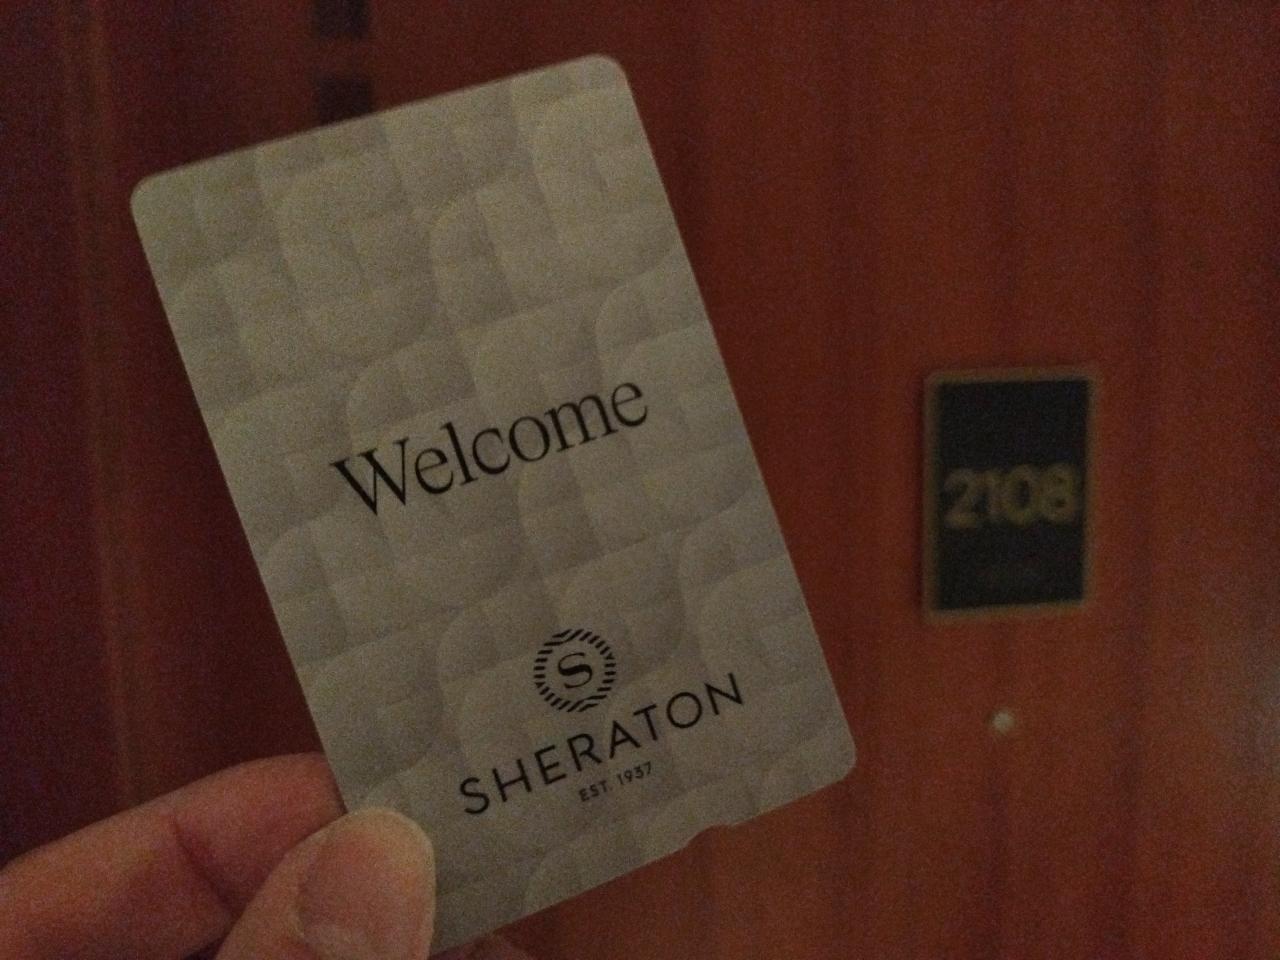 Welcome
S
SHERATON
EST. 1937
2108